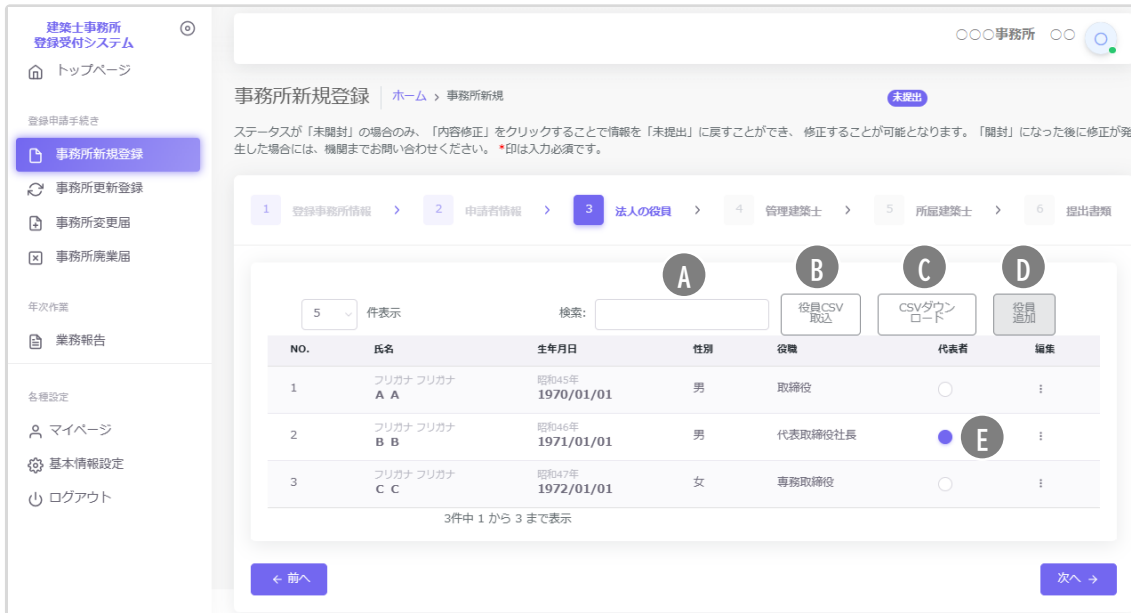 建築士事務所
登録受付システム
トップページ
登録申請手続き
事務所新規登録
事務所更新登録
事務所変更届
事務所廃業届
年次作業
業務報告
各種設定
マイページ
基本情報設定
ログアウト
○○○事務所 ○○ O
事務所新規登録 ホーム > 事務所新規 未提出
ステータスが「未開封」の場合のみ、「内容修正」をクリックすることで情報を「未提出」に戻すことができ、 修正することが可能となります。「開封」になった後に修正が発
生した場合には、機関までお問い合わせください。 *印は入力必須です。
1 登録事務所情報 > 2 申請者情報 > 3 法人の役員 > 4 管理建築士 > 5 所属建築士 > 6 提出書類
A B C D
5 件表示 検索:
役員CSV
取込
CSVダウン
ロード
役員
追加
NO. 氏名 生年月日 性別 役職 代表者 編集
フリガナ フリガナ 昭和45年
1 A A 1970/01/01 男 取締役
フリガナ フリガナ 昭和46年
2 B B 1971/01/01 男 代表取締役社長 E
フリガナ フリガナ 昭和47年
3 C C 1972/01/01 女 専務取締役
3件中 1 から 3 まで表示
← 前へ 次へ →